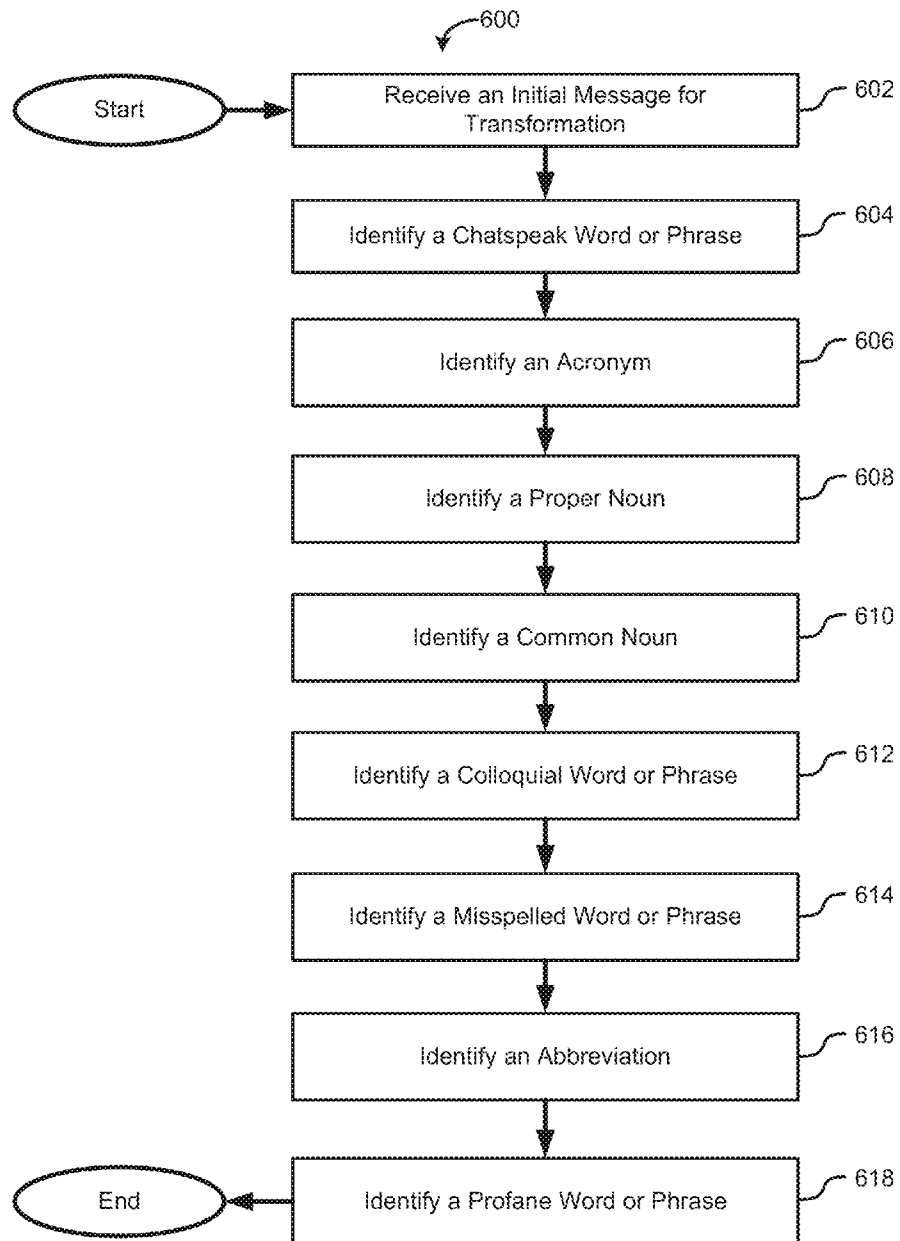 600
Start
Receive an Initial Message for
Transformation
602
Identify a Chatspeak Word or Phrase
604
Identify an Acronym
606
Identify a Proper Noun
608
Identify a Common Noun
610
Identify a Colloquial Word or Phrase
612
Identify a Misspelled Word or Phrase
614
Identify an Abbreviation
616
Identify a Profane Word or Phrase
618
End